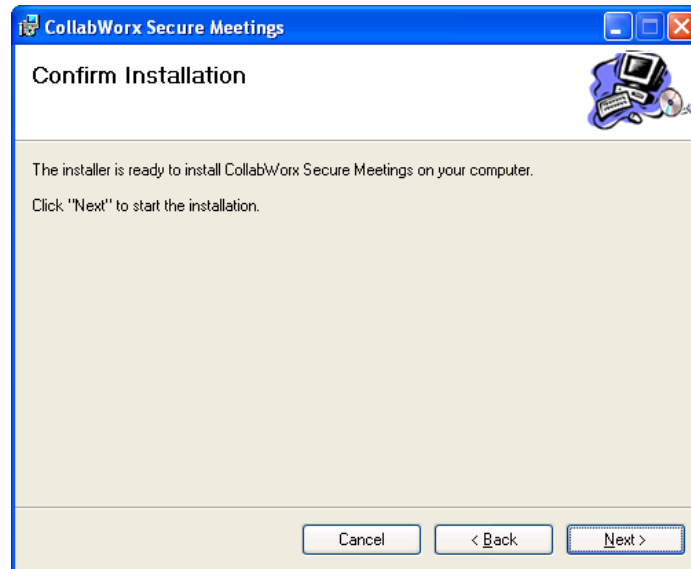 CollabWorx Secure Meetings
Confirm Installation
The installer is ready to install CollabWorx Secure Meetings on your computer.
Click "Next" to start the installation.
Cancel
< Back
Next >